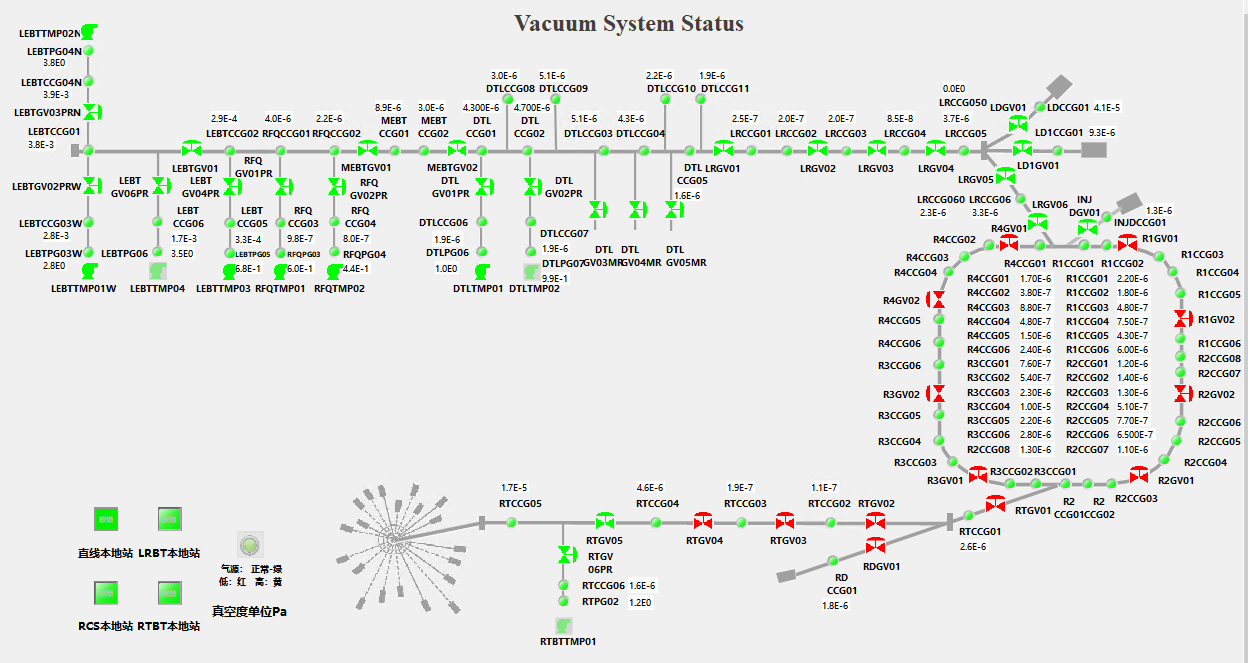 Vacuum System Status
LEBTTMP02N
LEBTPG04N
3.8E0
LEBTCCG04N
3.9E-3
LEBTGV03PRN
LEBTCCG01
3.8E-3
LEBTGV02PRW
LEBTCCG03W
2.8E-3
LEBTPG03W
2.8E0
LEBTTMP01W
LEBTGV01
LEBT
GV06PR
LEBT
CCG06
1.7E-3
LEBTPG06
3.5E0
LEBTTMP04
2.9E-4
LEBTCCG02
LEBT
GV04PR
LEBT
CCG05
3.3E-4
LEBTPG05
6.8E-1
LEBTTMP03
4.0E-6
RFQCCG01
RFQ
GV01PR
RFQ
CCG03
9.8E-7
RFQPG03
6.0E-1
RFQTMP01
2.2E-6
RFQCCG02
RFQ
GV02PR
RFQ
CCG04
8.0E-7
RFQPG04
4.4E-1
RFQTMP02
MEBTGV01
8.9E-6
MEBT
CCG01
3.0E-6
MEBT
CCG02
MEBTGV02
4.300E-6
DTL
CCG01
DTL
GV01PR
DTLCCG06
1.9E-6
DTLPG06
1.0E0
DTLTMP01
3.0E-6
DTLCCG08
4.700E-6
DTL
CCG02
DTL
GV02PR
DTLCCG07
1.9E-6
DTLPG07
9.9E-1
DTLTMP02
5.1E-6
DTLCCG09
5.1E-6
DTLCCG03
4.3E-6
DTLCCG04
DTL
GV03MR
DTL
GV04MR
DTL
GV05MR
2.2E-6
DTLCCG10
1.9E-6
DTLCCG11
DTL
CCG05
1.6E-6
LRGV01
2.5E-7
LRCCG01
2.0E-7
LRCCG02
LRGV02
2.0E-7
LRCCG03
LRGV03
8.5E-8
LRCCG04
LRGV04
0.0E0
LRCCG050
3.7E-6
LRCCG05
LDGV01
LDCCG01
4.1E-5
LD1CCG01
9.3E-6
LD1GV01
LRGV05
LRCCG060
2.3E-6
LRCCG06
3.3E-6
LRGV06
INJ
DGV01
1.3E-6
INJDCCG01
R4GV01
R1GV01
R4CCG02
R4CCG01
R1CCG01
R1CCG02
R4CCG03
R1CCG03
R4CCG04
R1CCG04
R4GV02
R1CCG05
R4CCG05
R1GV02
R4CCG06
R1CCG06
R3CCG06
R2CCG08
R2CCG07
R3GV02
R2GV02
R3CCG05
R2CCG06
R3CCG04
R2CCG05
R3CCG03
R2CCG04
R3GV01
R3CCG02
R3CCG01
R2GV01
R2CCG03
R2
CCG01
R2
CCG02
R4CCG01 1.70E-6 R1CCG01 2.20E-6
R4CCG02 3.80E-7 R1CCG02 1.80E-6
R4CCG03 8.80E-7 R1CCG03 4.80E-7
R4CCG04 4.80E-7 R1CCG04 7.50E-7
R4CCG05 1.50E-6 R1CCG05 4.30E-7
R4CCG06 2.40E-6 R1CCG06 6.00E-6
R3CCG01 7.60E-7 R2CCG01 1.20E-6
R3CCG02 5.40E-7 R2CCG02 1.40E-6
R3CCG03 2.30E-6 R2CCG03 1.30E-6
R3CCG04 1.00E-5 R2CCG04 5.10E-7
R3CCG05 2.20E-6 R2CCG05 7.70E-7
R3CCG06 2.80E-6 R2CCG06 6.500E-7
R2CCG08 1.30E-6 R2CCG07 1.10E-6
RTGV01
RTCCG01
2.6E-6
1.7E-5
RTCCG05
RTGV05
4.6E-6
RTCCG04
RTGV04
1.9E-7
RTCCG03
RTGV03
1.1E-7
RTCCG02
RTGV02
RDGV01
RD
CCG01
1.8E-6
RTGV
06PR
RTCCG06 1.6E-6
RTPG02 1.2E0
RTBTTMP01
直线本地站
LRBT本地站
RCS本地站
RTBT本地站
气源： 正常-绿
低：红 高：黄
真空度单位Pa